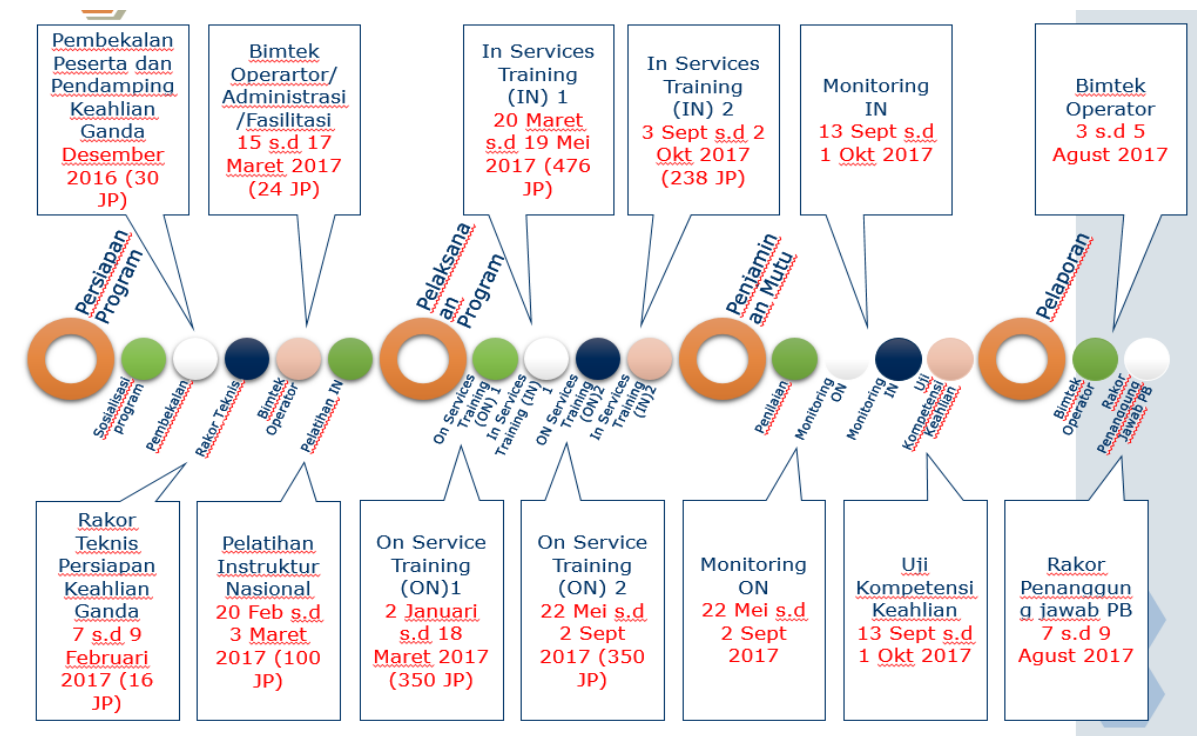 Pembekalan
Peserta dan
Pendamping
Keahlian
Ganda
Desember
2016 (30
JP)
Bimtek
Operartor/
Administrasi
/Fasilitasi
15 s.d 17
Maret 2017
(24 JP)
In Services
Training
(IN) 1
20 Maret
s.d 19 Mei
2017 (476
JP)
In Services
Training
(IN) 2
3 Sept s.d 2
Okt 2017
(238 JP)
Monitoring
IN
13 Sept s.d
1 Okt 2017
Bimtek
Operator
3 s.d 5
Agust 2017
Persiapan
Program
Pelaksana
an
Program
Penjamin
an Mutu
Pelaporan
Sosialisasi
program
Pembekalan
Rakor Teknis
Bimtek
Operator
Pelatihan IN
On Services
Training
(ON) 1
In Services
Training (IN)
1
ON Services
Training
(ON)2
In Services
Training
(IN)2
Penilaian
Monitoring
ON
Monitoring
IN
Uji
Kompetensi
Keahlian
Bimtek
Operator
Rakor
Penanggung
Jawab PB
Rakor
Teknis
Persiapan
Keahlian
Ganda
7 s.d 9
Februari
2017 (16
JP)
Pelatihan
Instruktur
Nasional
20 Feb s.d
3 Maret
2017 (100
JP)
On Service
Training
(ON)1
2 Januari
s.d 18
Maret 2017
(350 JP)
On Service
Training
(ON) 2
22 Mei s.d
2 Sept
2017 (350
JP)
Monitoring
ON
22 Mei s.d
2 Sept
2017
Uji
Kompetensi
Keahlian
13 Sept s.d
1 Okt 2017
Rakor
Penanggun
g jawab PB
7 s.d 9
Agust 2017